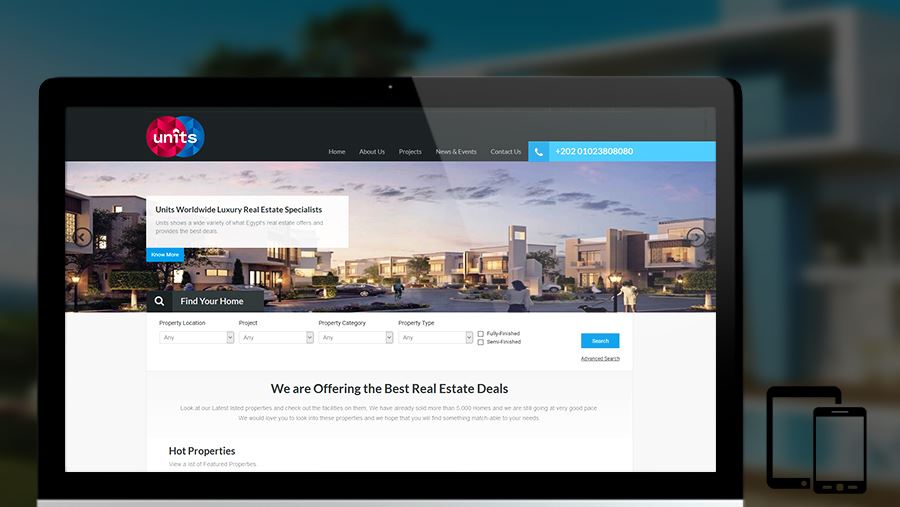 units
Home About Us Projects News & Events Contact Us +202 01023808080
Units Worldwide Luxury Real Estate Specialists
Units shows a wide variety of what Egypt's real estate offers and
provides the best deals.
Know More
Find Your Home
Property Location Project Property Category Property Type
Any Any Any Any
Fully-Finished
Semi-Finished
Search
Advanced Search
We are Offering the Best Real Estate Deals
Look at our Latest listed properties and check out the facilities on them, We have already sold more than 5,000 Homes and we are still going at very good pace.
We would love you to look into these properties and we hope that you will find something match-able to your needs.
Hot Properties
View a list of Featured Properties.